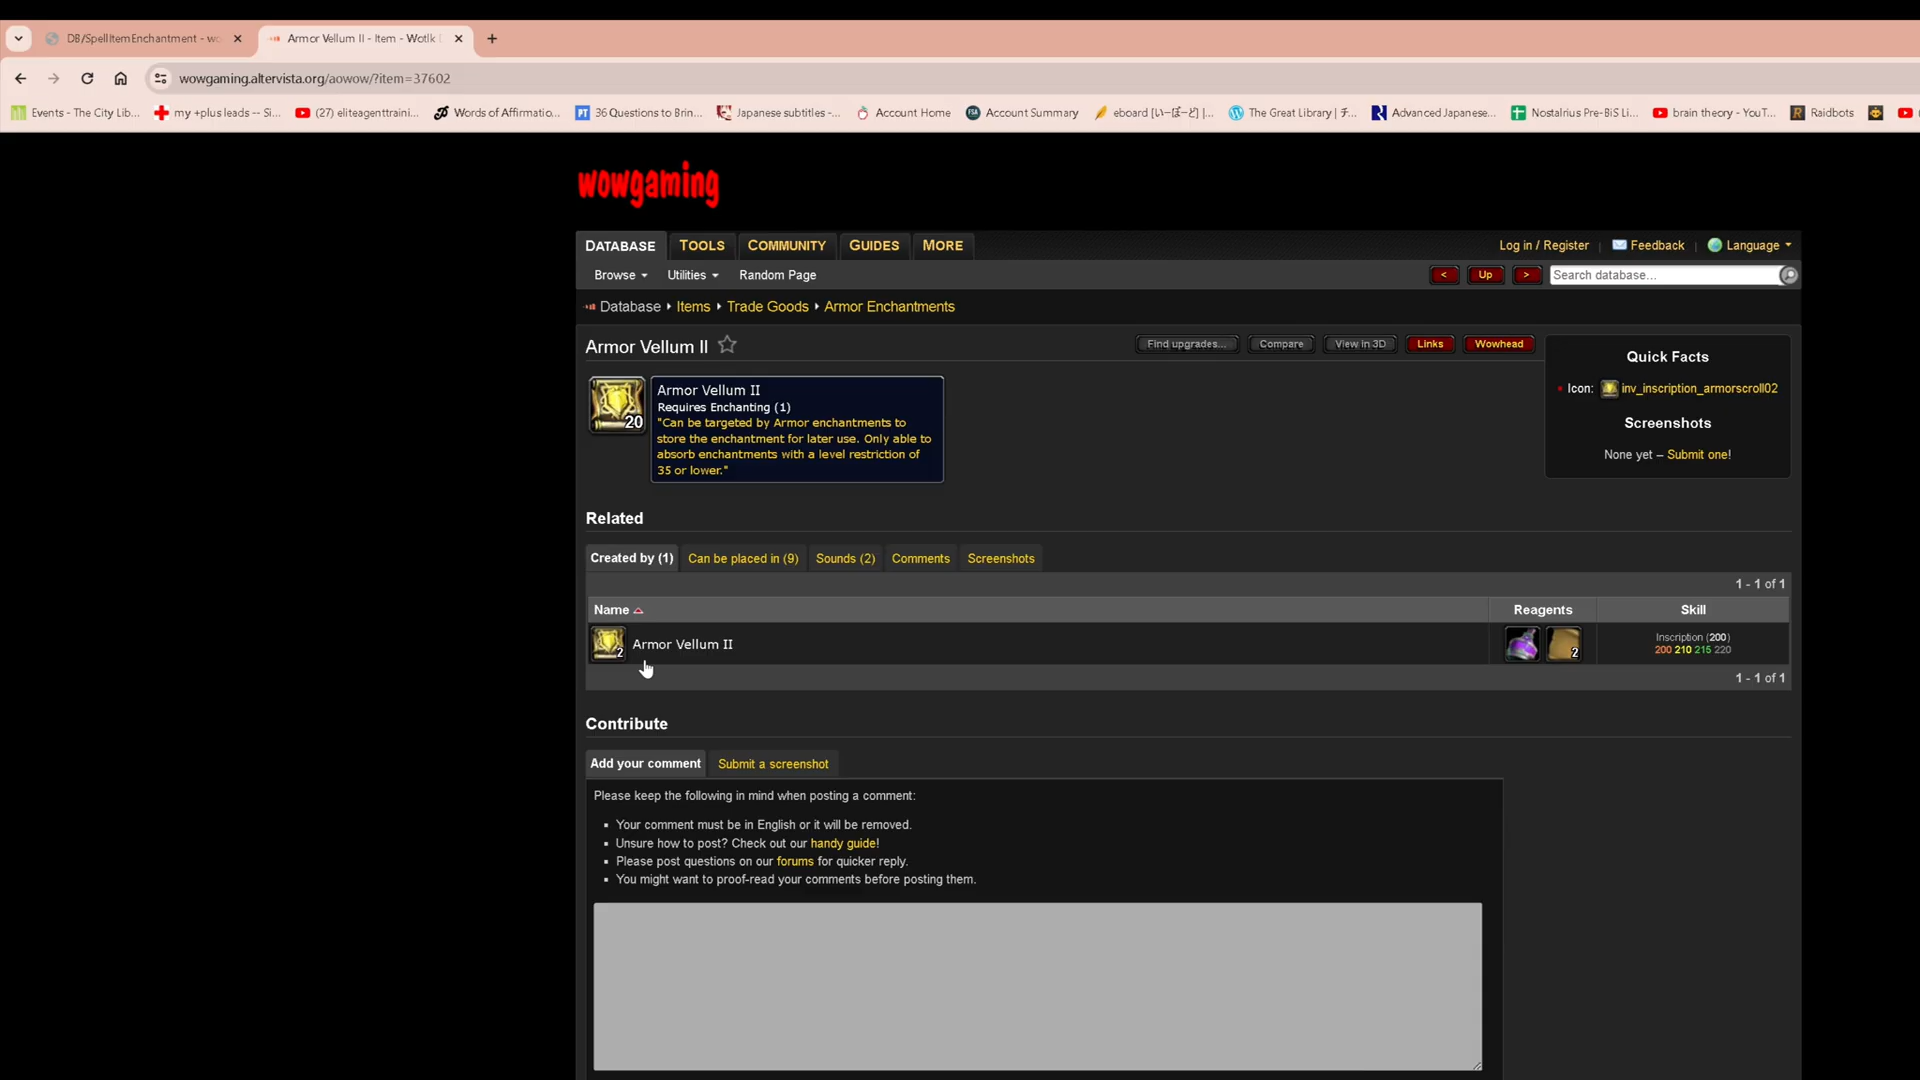 DB/SpellItemEnchantment - wo
Armor Vellum II - Item - Wotlk D
wowgaming.altervista.org/aowow/?item=37602
Events - The City Lib...
my +plus leads -- Si...
(27) eliteagenttraini...
Words of Affirmatio...
36 Questions to Brin...
Japanese subtitles -...
Account Home
Account Summary
eboard [い-ぼ-ど] |...
The Great Library | チ...
Advanced Japanese...
Nostalrius Pre-BiS Li...
brain theory - YouT...
Raidbots
wowgaming
DATABASE TOOLS COMMUNITY GUIDES MORE
Log in / Register | Feedback | Language
Browse Utilities Random Page
< Up > Search database...
Database Items Trade Goods Armor Enchantments
Armor Vellum II
Find upgrades... Compare View in 3D Links Wowhead
Quick Facts
Icon: inv_inscription_armorscroll02
Screenshots
None yet – Submit one!
20
Armor Vellum II
Requires Enchanting (1)
"Can be targeted by Armor enchantments to
store the enchantment for later use. Only able to
absorb enchantments with a level restriction of
35 or lower."
Related
Created by (1) Can be placed in (9) Sounds (2) Comments Screenshots
1 - 1 of 1
Name Reagents Skill
2 Armor Vellum II 2 Inscription (200)
200 210 215 220
1 - 1 of 1
Contribute
Add your comment Submit a screenshot
Please keep the following in mind when posting a comment:
Your comment must be in English or it will be removed.
Unsure how to post? Check out our handy guide!
Please post questions on our forums for quicker reply.
You might want to proof-read your comments before posting them.